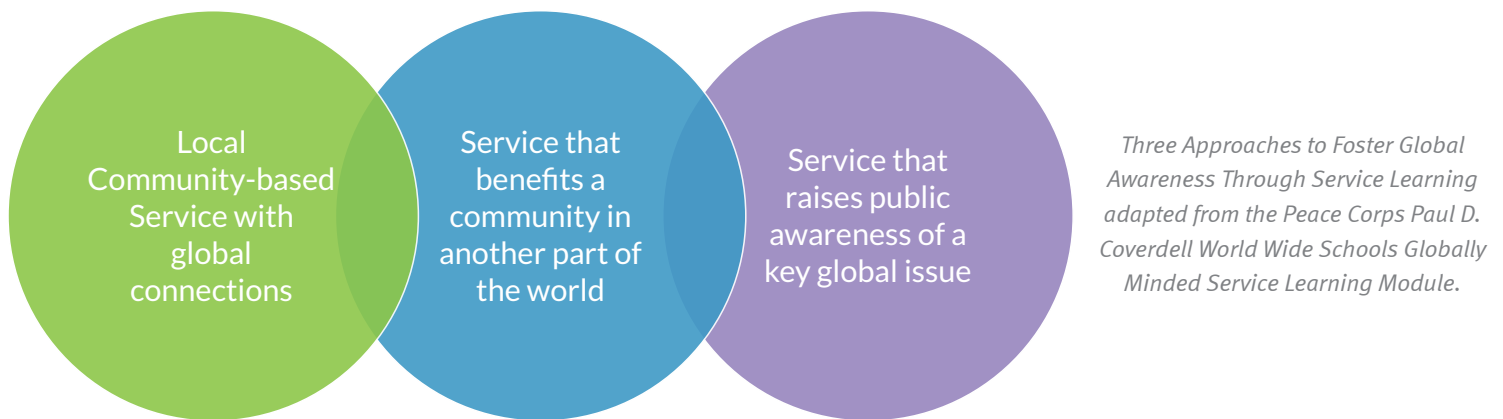 Local
Community-based
Service with
global
connections
Service that
benefits a
community in
another part of
the world
Service that
raises public
awareness of a
key global issue
Three Approaches to Foster Global
Awareness Through Service Learning
adapted from the Peace Corps Paul D.
Coverdell World Wide Schools Globally
Minded Service Learning Module.